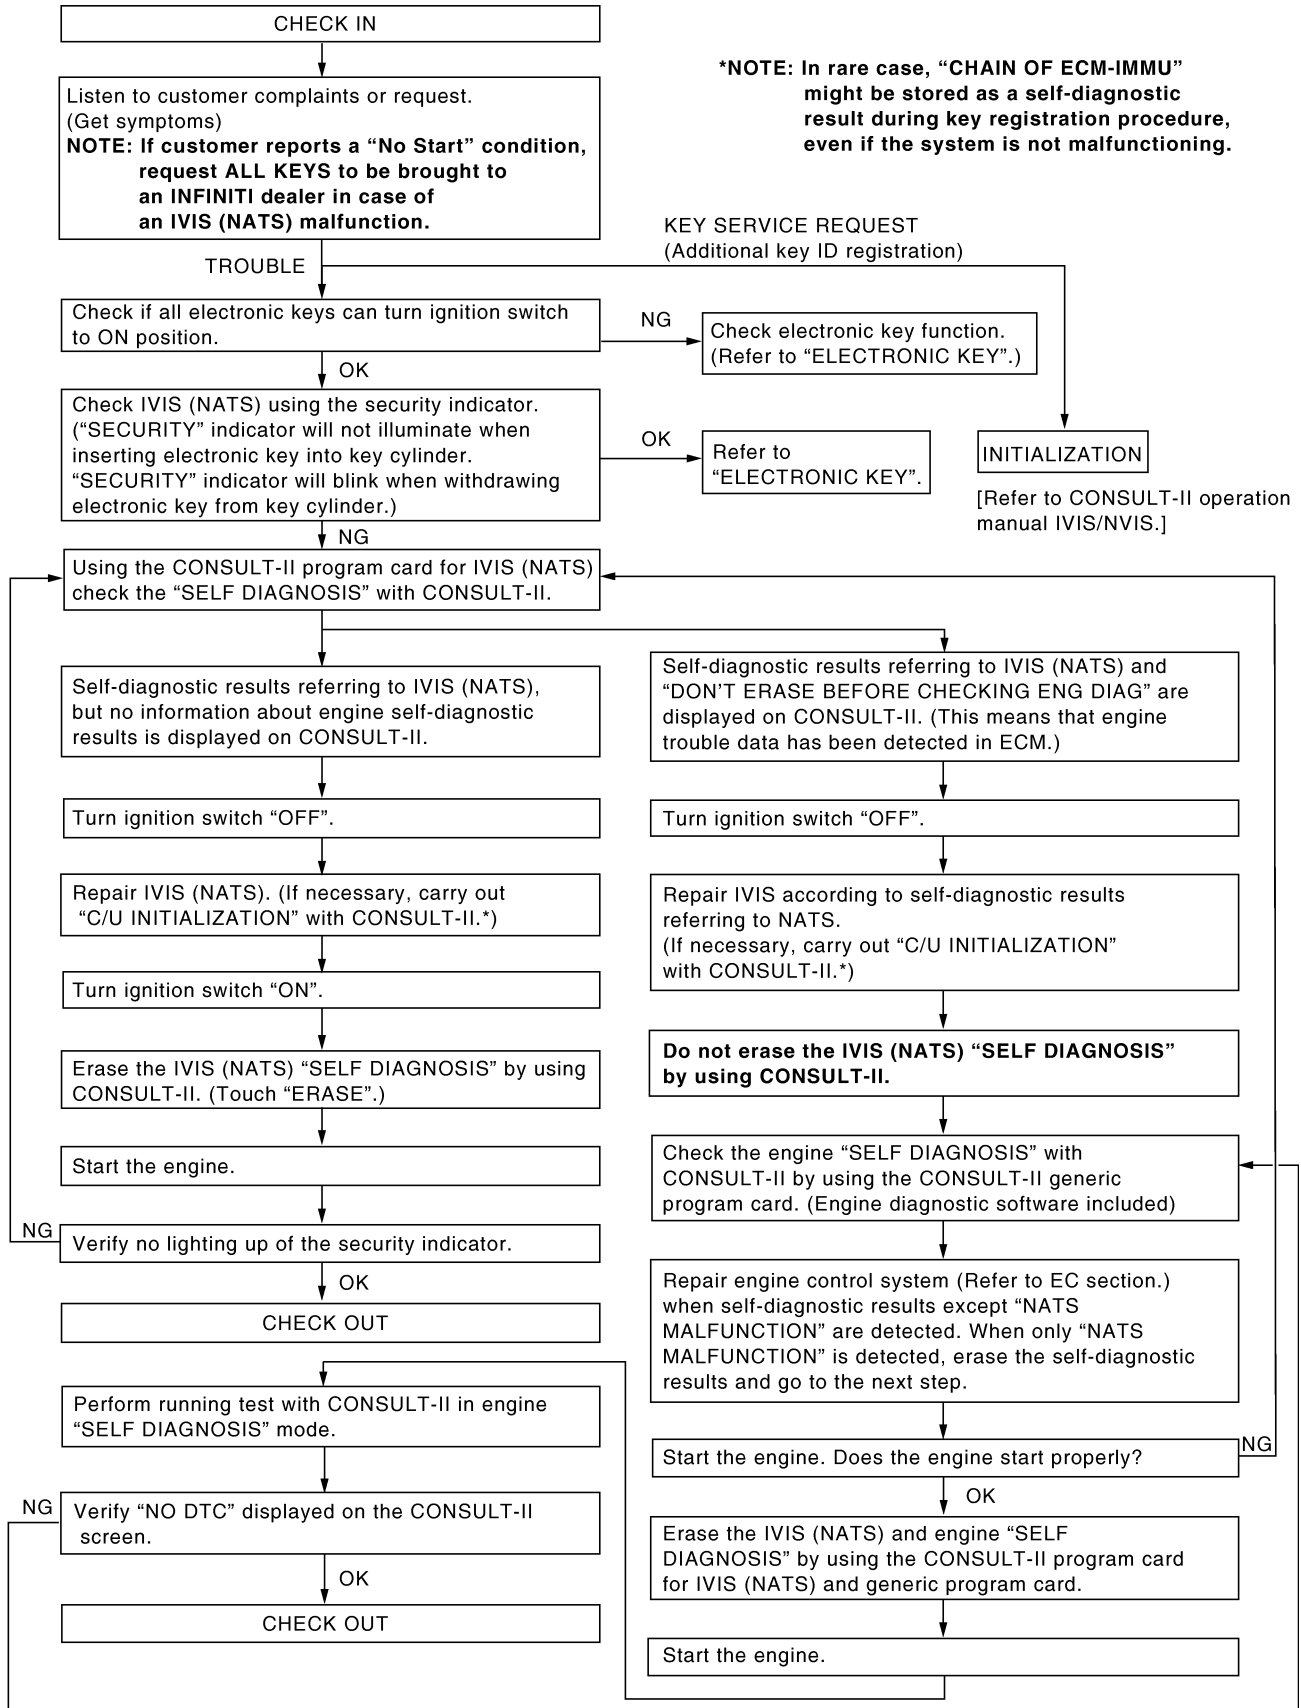 CHECK IN
*NOTE: In rare case, “CHAIN OF ECM-IMMU”
might be stored as a self-diagnostic
result during key registration procedure,
even if the system is not malfunctioning.
Listen to customer complaints or request.
(Get symptoms)
NOTE: If customer reports a “No Start” condition,
request ALL KEYS to be brought to
an INFINITI dealer in case of
an IVIS (NATS) malfunction.
KEY SERVICE REQUEST
(Additional key ID registration)
TROUBLE
Check if all electronic keys can turn ignition switch
to ON position.
NG
Check electronic key function.
(Refer to “ELECTRONIC KEY”.)
OK
Check IVIS (NATS) using the security indicator.
(“SECURITY” indicator will not illuminate when
inserting electronic key into key cylinder.
“SECURITY” indicator will blink when withdrawing
electronic key from key cylinder.)
OK
Refer to
“ELECTRONIC KEY”.
INITIALIZATION
[Refer to CONSULT-II operation
manual IVIS/NVIS.]
NG
Using the CONSULT-II program card for IVIS (NATS)
check the “SELF DIAGNOSIS” with CONSULT-II.
Self-diagnostic results referring to IVIS (NATS),
but no information about engine self-diagnostic
results is displayed on CONSULT-II.
Turn ignition switch “OFF”.
Repair IVIS (NATS). (If necessary, carry out
“C/U INITIALIZATION” with CONSULT-II.*)
Turn ignition switch “ON”.
Erase the IVIS (NATS) “SELF DIAGNOSIS” by using
CONSULT-II. (Touch “ERASE”.)
Start the engine.
NG
Verify no lighting up of the security indicator.
OK
CHECK OUT
Self-diagnostic results referring to IVIS (NATS) and
“DON’T ERASE BEFORE CHECKING ENG DIAG” are
displayed on CONSULT-II. (This means that engine
trouble data has been detected in ECM.)
Turn ignition switch “OFF”.
Repair IVIS according to self-diagnostic results
referring to NATS.
(If necessary, carry out “C/U INITIALIZATION”
with CONSULT-II.*)
Do not erase the IVIS (NATS) “SELF DIAGNOSIS”
by using CONSULT-II.
Check the engine “SELF DIAGNOSIS” with
CONSULT-II by using the CONSULT-II generic
program card. (Engine diagnostic software included)
Repair engine control system (Refer to EC section.)
when self-diagnostic results except “NATS
MALFUNCTION” are detected. When only “NATS
MALFUNCTION” is detected, erase the self-diagnostic
results and go to the next step.
Start the engine. Does the engine start properly?
NG
OK
Erase the IVIS (NATS) and engine “SELF
DIAGNOSIS” by using the CONSULT-II program card
for IVIS (NATS) and generic program card.
Start the engine.
Perform running test with CONSULT-II in engine
“SELF DIAGNOSIS” mode.
NG
Verify “NO DTC” displayed on the CONSULT-II
screen.
OK
CHECK OUT